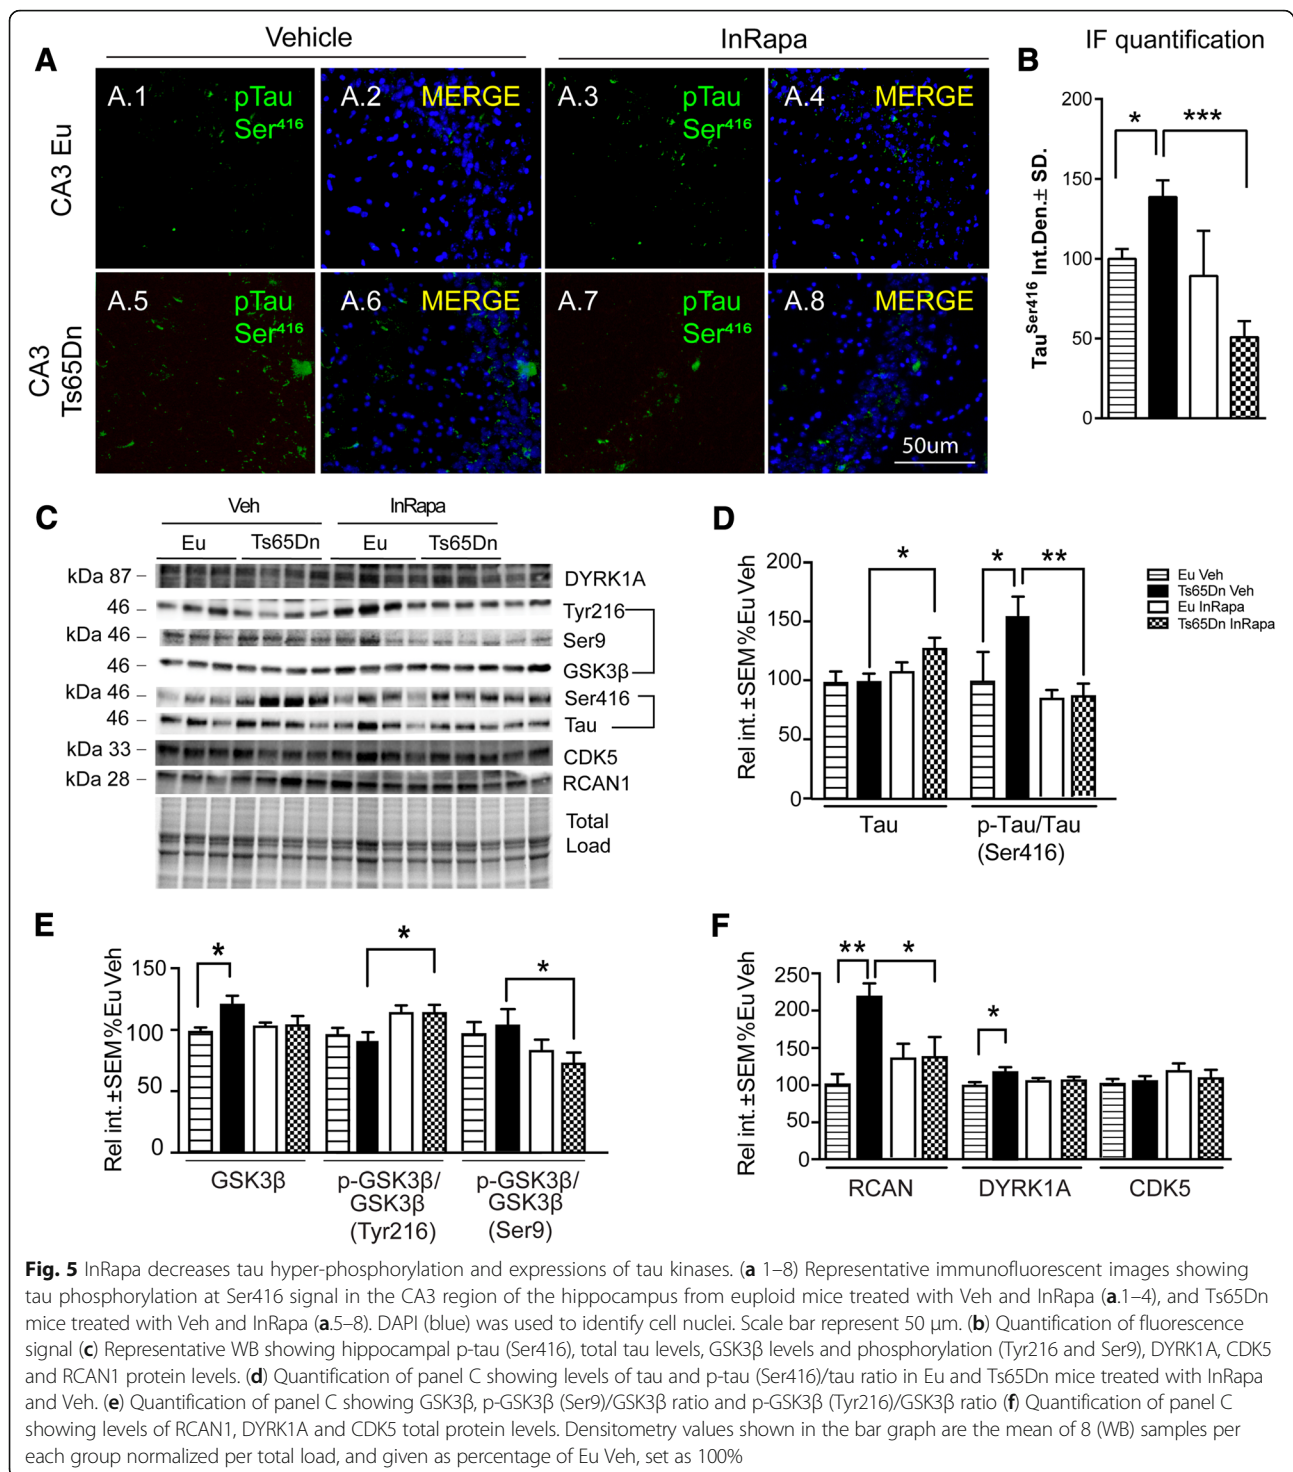 Vehicle
InRapa
IF quantification
A
A.1
pTau
Ser⁴¹⁶
A.2
MERGE
A.3
pTau
Ser⁴¹⁶
A.4
MERGE
CA3 Eu
A.5
pTau
Ser⁴¹⁶
A.6
MERGE
A.7
pTau
Ser⁴¹⁶
A.8
MERGE
CA3
Ts65Dn
50um
B
200
150
100
50
0
Tau^Ser416 Int.Den.± SD.
*
***
C
Veh
InRapa
Eu
Ts65Dn
Eu
Ts65Dn
kDa 87
DYRK1A
46
Tyr216
kDa 46
Ser9
46
GSK3β
kDa 46
Ser416
46
Tau
kDa 33
CDK5
kDa 28
RCAN1
Total
Load
D
200
150
100
50
0
Rel int.±SEM%Eu Veh
*
*
**
Tau
p-Tau/Tau
(Ser416)
Eu Veh
Ts65Dn Veh
Eu InRapa
Ts65Dn InRapa
E
150
100
50
0
Rel int.±SEM%Eu Veh
*
*
*
GSK3β
p-GSK3β/
GSK3β
(Tyr216)
p-GSK3β/
GSK3β
(Ser9)
F
250
200
150
100
50
0
Rel int.±SEM%Eu Veh
**
*
*
RCAN
DYRK1A
CDK5
Fig. 5 InRapa decreases tau hyper-phosphorylation and expressions of tau kinases. (a 1–8) Representative immunofluorescent images showing
tau phosphorylation at Ser416 signal in the CA3 region of the hippocampus from euploid mice treated with Veh and InRapa (a.1–4), and Ts65Dn
mice treated with Veh and InRapa (a.5–8). DAPI (blue) was used to identify cell nuclei. Scale bar represent 50 μm. (b) Quantification of fluorescence
signal (c) Representative WB showing hippocampal p-tau (Ser416), total tau levels, GSK3β levels and phosphorylation (Tyr216 and Ser9), DYRK1A, CDK5
and RCAN1 protein levels. (d) Quantification of panel C showing levels of tau and p-tau (Ser416)/tau ratio in Eu and Ts65Dn mice treated with InRapa
and Veh. (e) Quantification of panel C showing GSK3β, p-GSK3β (Ser9)/GSK3β ratio and p-GSK3β (Tyr216)/GSK3β ratio (f) Quantification of panel C
showing levels of RCAN1, DYRK1A and CDK5 total protein levels. Densitometry values shown in the bar graph are the mean of 8 (WB) samples per
each group normalized per total load, and given as percentage of Eu Veh, set as 100%